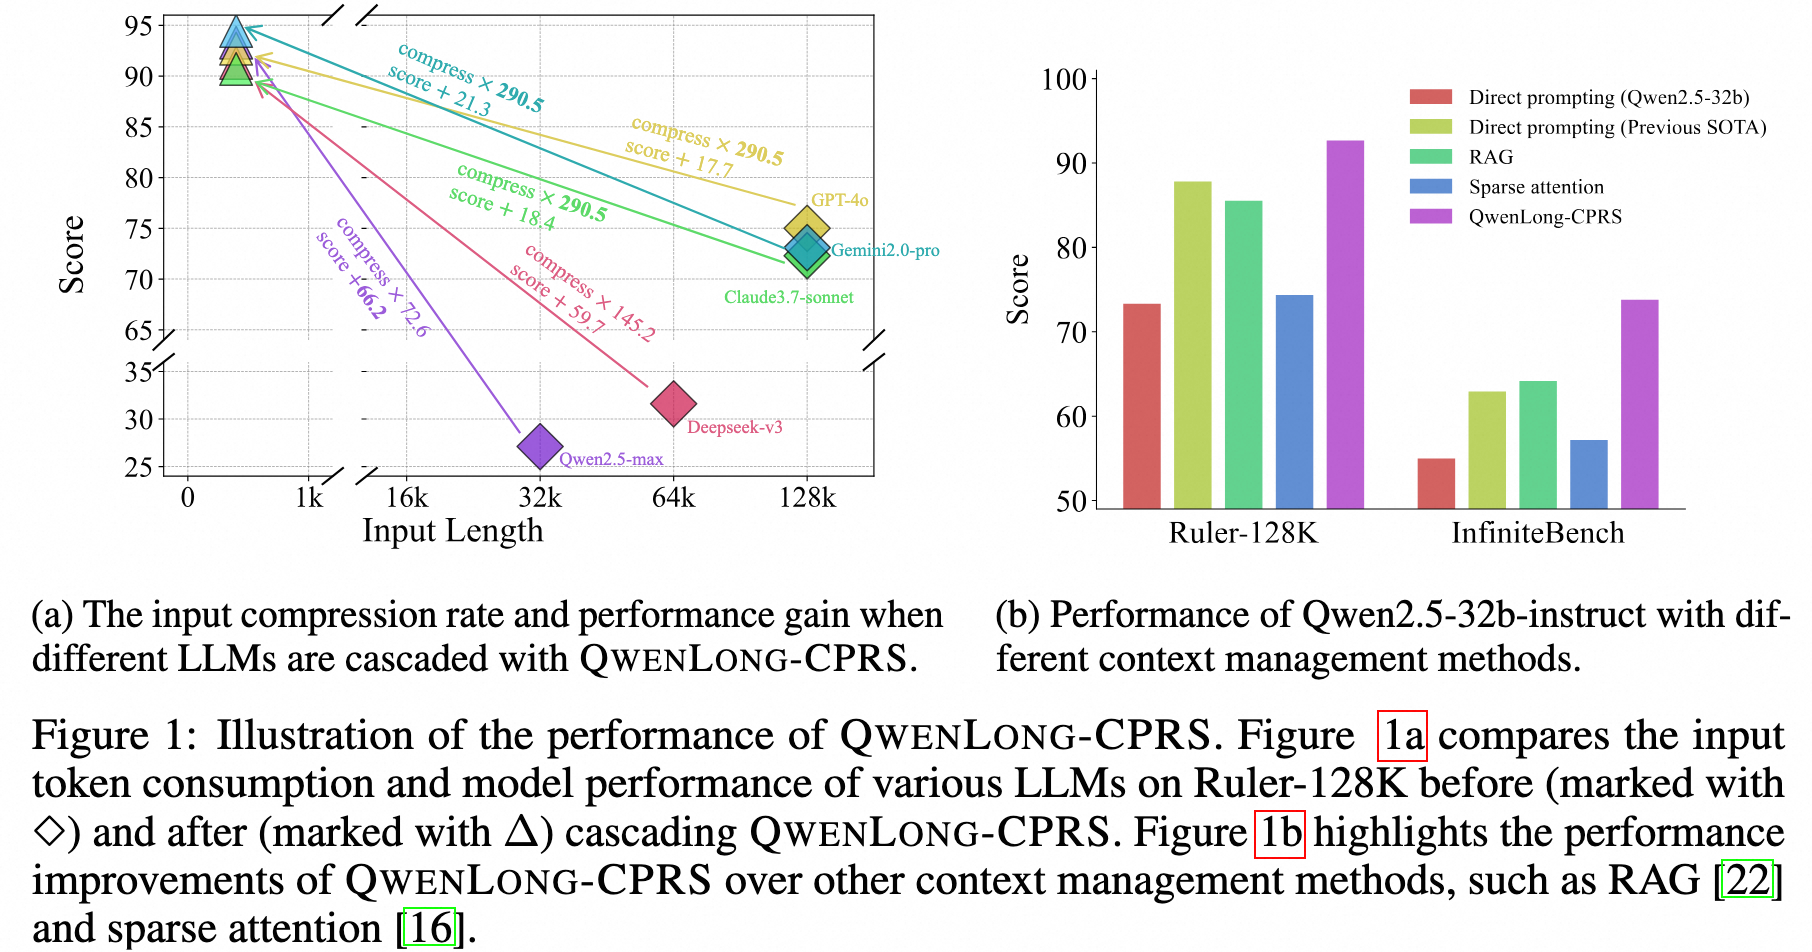 95
90
85
80
75
70
65
35
30
25
Score
compress × 290.5
score + 21.3
compress × 290.5
score + 17.7
compress × 290.5
score + 18.4
compress × 72.6
score +66.2
compress × 145.2
score + 59.7
GPT-4o
Gemini2.0-pro
Claude3.7-sonnet
Deepseek-v3
Qwen2.5-max
0 1k 16k 32k 64k 128k
Input Length
100
90
80
70
60
50
Score
Direct prompting (Qwen2.5-32b)
Direct prompting (Previous SOTA)
RAG
Sparse attention
QwenLong-CPRS
Ruler-128K InfiniteBench
(a) The input compression rate and performance gain when
different LLMs are cascaded with QWENLONG-CPRS.
(b) Performance of Qwen2.5-32b-instruct with dif-
ferent context management methods.
Figure 1: Illustration of the performance of QWENLONG-CPRS. Figure 1a compares the input
token consumption and model performance of various LLMs on Ruler-128K before (marked with
◇) and after (marked with Δ) cascading QWENLONG-CPRS. Figure 1b highlights the performance
improvements of QWENLONG-CPRS over other context management methods, such as RAG [22]
and sparse attention [16].